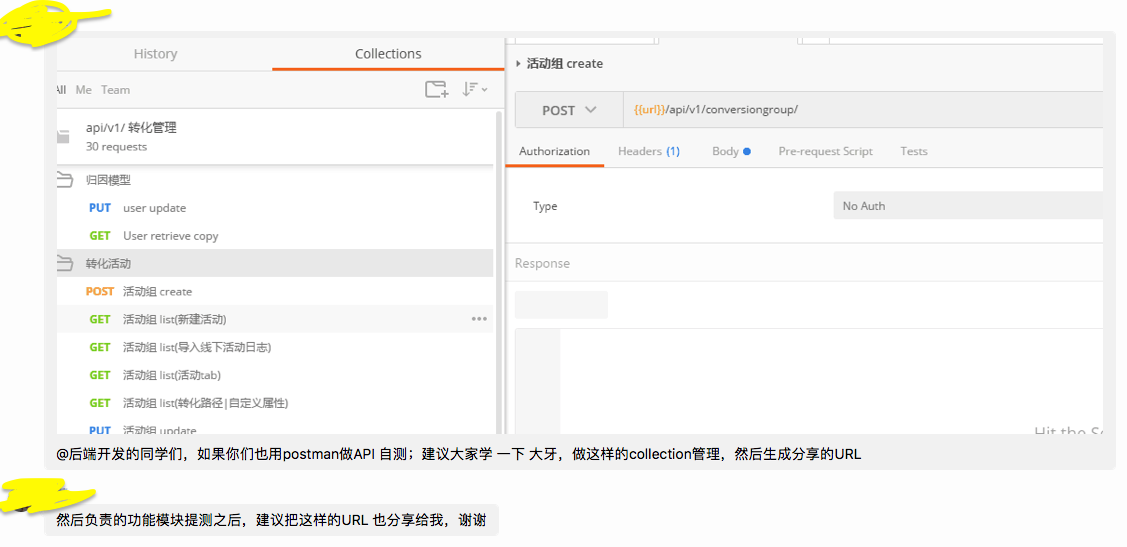 History Collections
活动组 create
All Me Team
POST {{url}}/api/v1/conversiongroup/
api/v1/ 转化管理
30 requests
Authorization Headers (1) Body Pre-request Script Tests
归因模型
PUT user update
Type No Auth
GET User retrieve copy
转化活动
Response
POST 活动组 create
GET 活动组 list(新建活动)
GET 活动组 list(导入线下活动日志)
GET 活动组 list(活动tab)
GET 活动组 list(转化路径|自定义属性)
PUT 活动组 update
Hit the
@后端开发的同学们，如果你们也用postman做API 自测；建议大家学 一下 大牙，做这样的collection管理，然后生成分享的URL
然后负责的功能模块提测之后，建议把这样的URL 也分享给我，谢谢